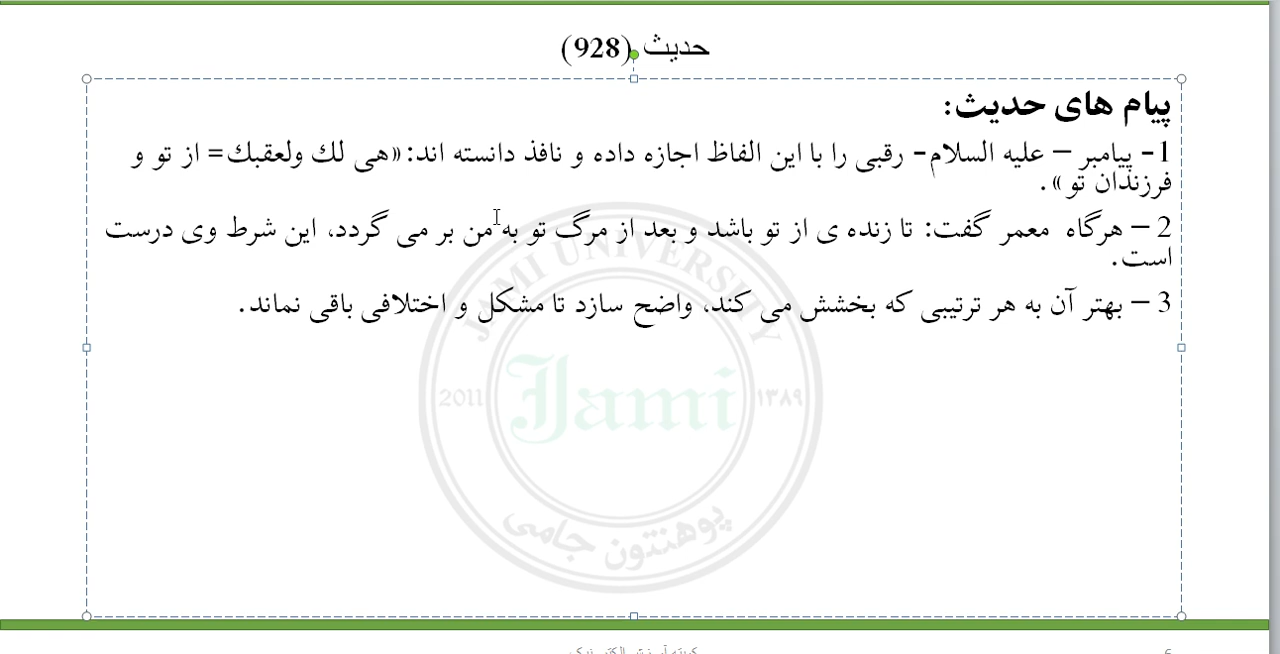 حدیث (928)
پیام های حدیث:
1- پیامبر – علیه السلام- رقبی را با این الفاظ اجازه داده و نافذ دانسته اند:«هی لك ولعقبك= از تو و
فرزندان تو» .
2 – هرگاه معمر گفت: تا زنده ی از تو باشد و بعد از مرگ تو به من بر می گردد، این شرط وی درست
است.
3 – بهتر آن به هر ترتیبی که بخشش می کند، واضح سازد تا مشکل و اختلافی باقی نماند.
JAMI UNIVERSITY
2011 Jami ۱۳۸۹
پوهنتون جامی